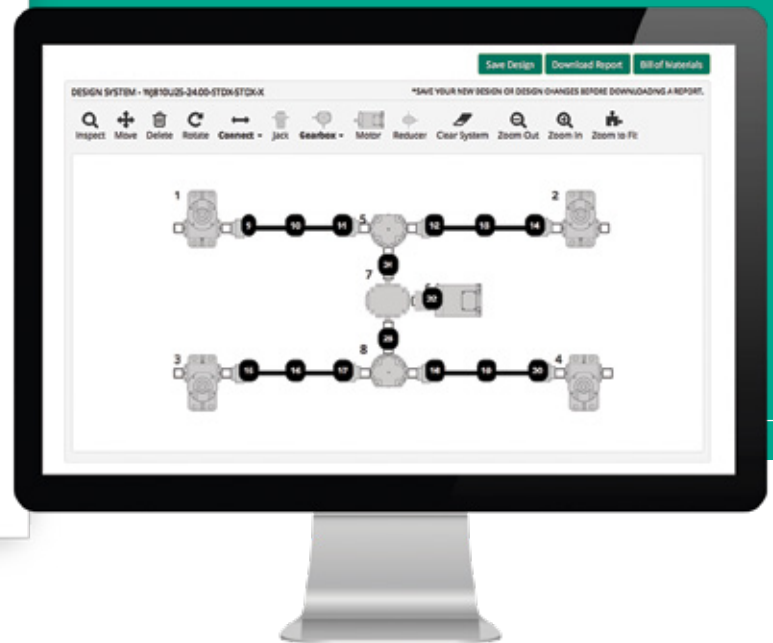 Save Design Download Report Bill of Materials
*SAVE YOUR NEW DESIGN OR DESIGN CHANGES BEFORE DOWNLOADING A REPORT.
Inspect Move Delete Rotate Connect Jack Gearbox Motor Reducer Clear System Zoom Out Zoom In Zoom to Fit
1
2
5
9 10 11 12 13 14
7
8
3
4
15 16 17 18 19 20